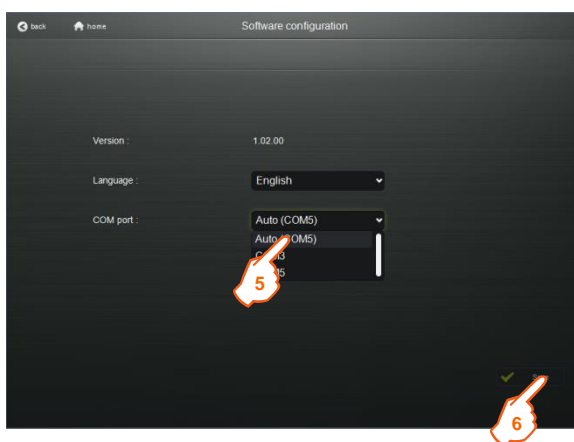 back
home
Software configuration
Version :
1.02.00
Language :
English
COM port :
Auto (COM5)
Auto (COM5)
5
6